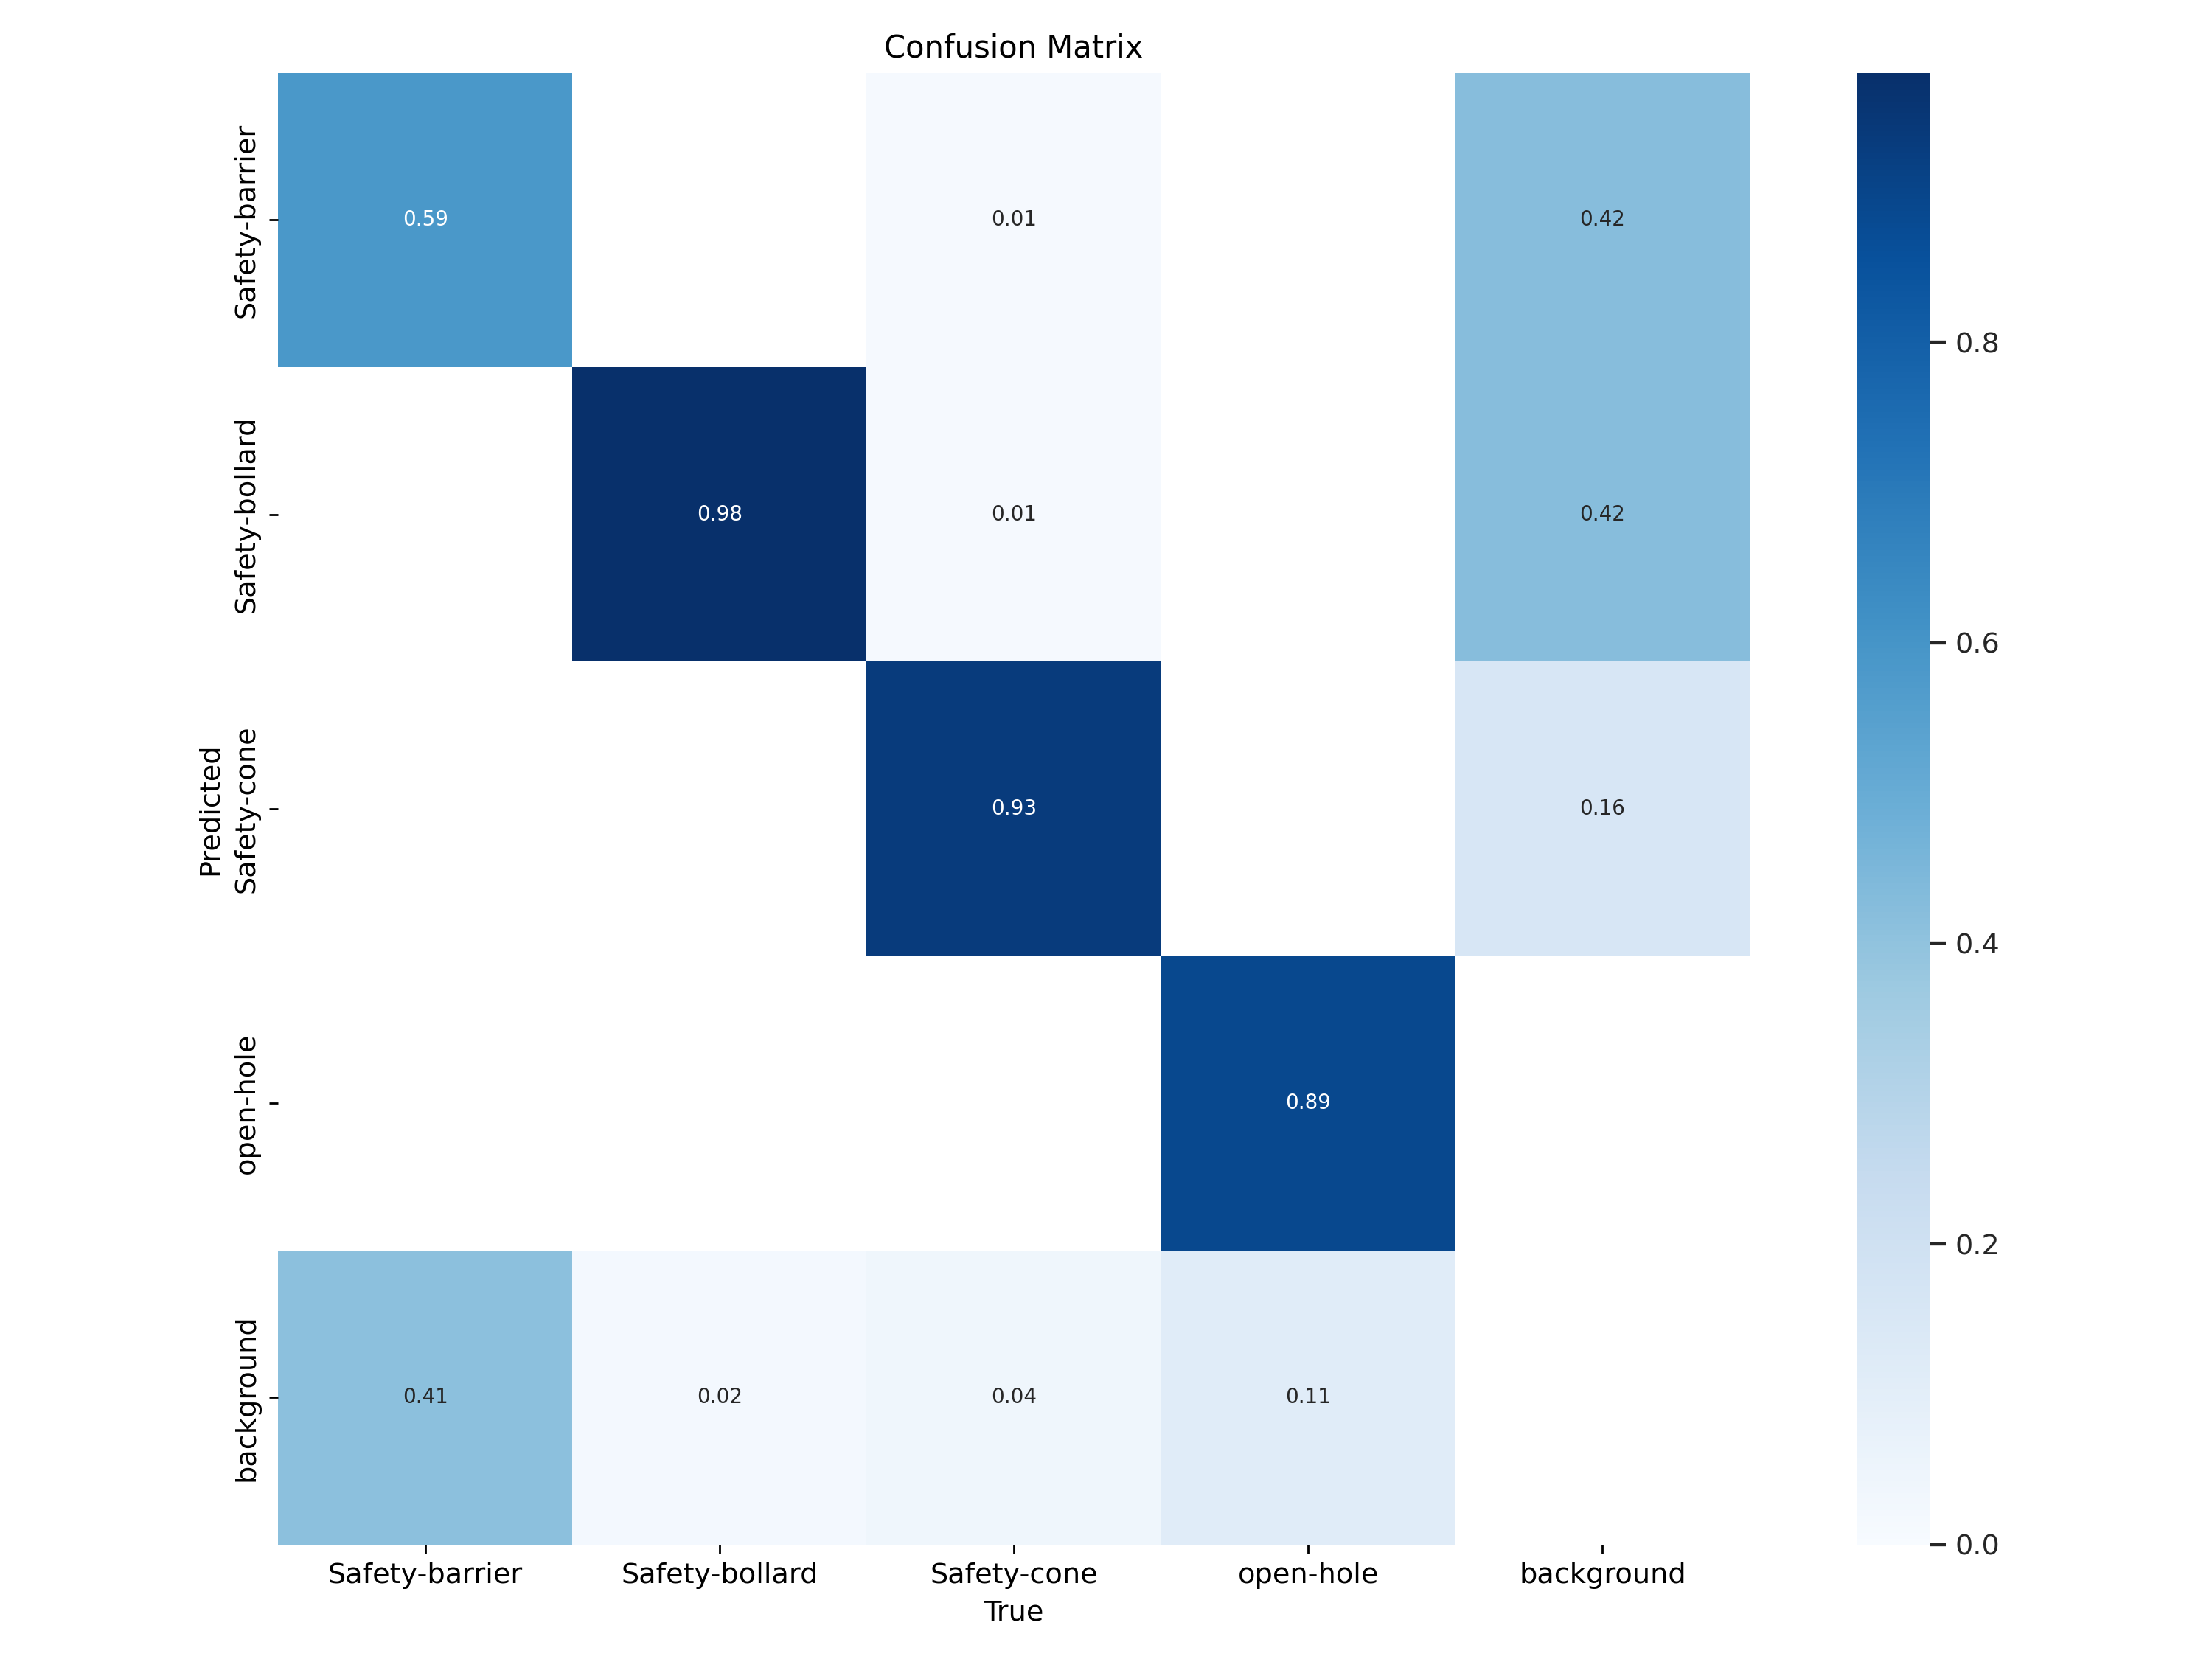 Confusion Matrix
Safety-barrier
0.59
0.01
0.42
0.8
Safety-bollard
0.98
0.01
0.42
0.6
Predicted
Safety-cone
0.93
0.16
0.4
open-hole
0.89
0.2
background
0.41
0.02
0.04
0.11
0.0
Safety-barrier
Safety-bollard
Safety-cone
open-hole
background
True